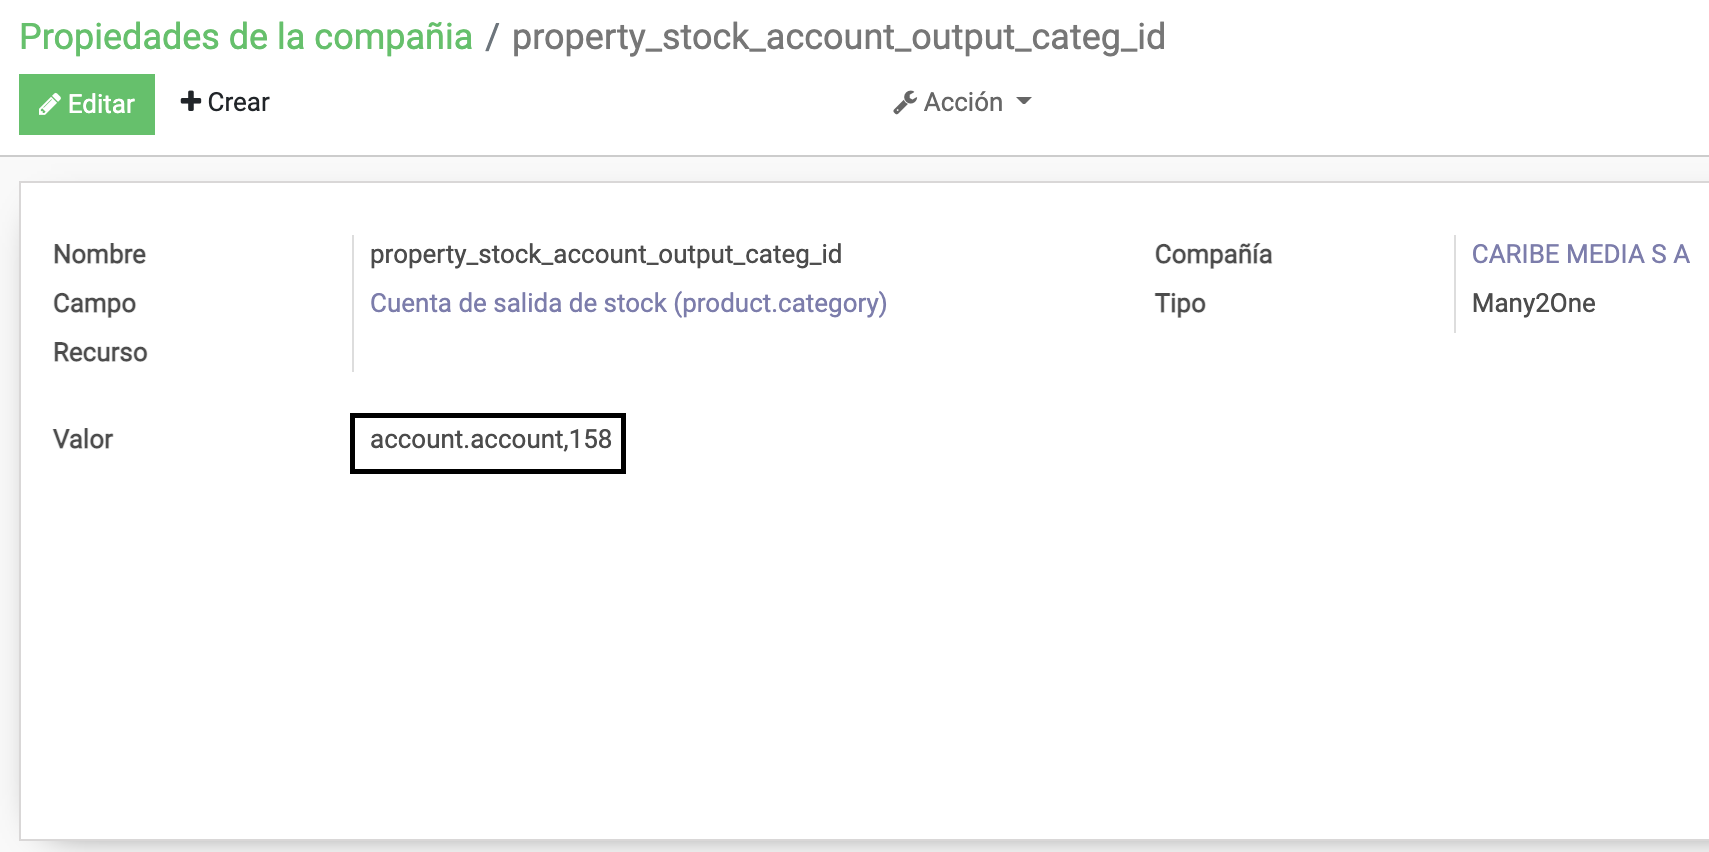 Propiedades de la compañia / property_stock_account_output_categ_id
Editar
Crear
Acción
Nombre
property_stock_account_output_categ_id
Compañía
CARIBE MEDIA S A
Campo
Cuenta de salida de stock (product.category)
Tipo
Many2One
Recurso
Valor
account.account,158